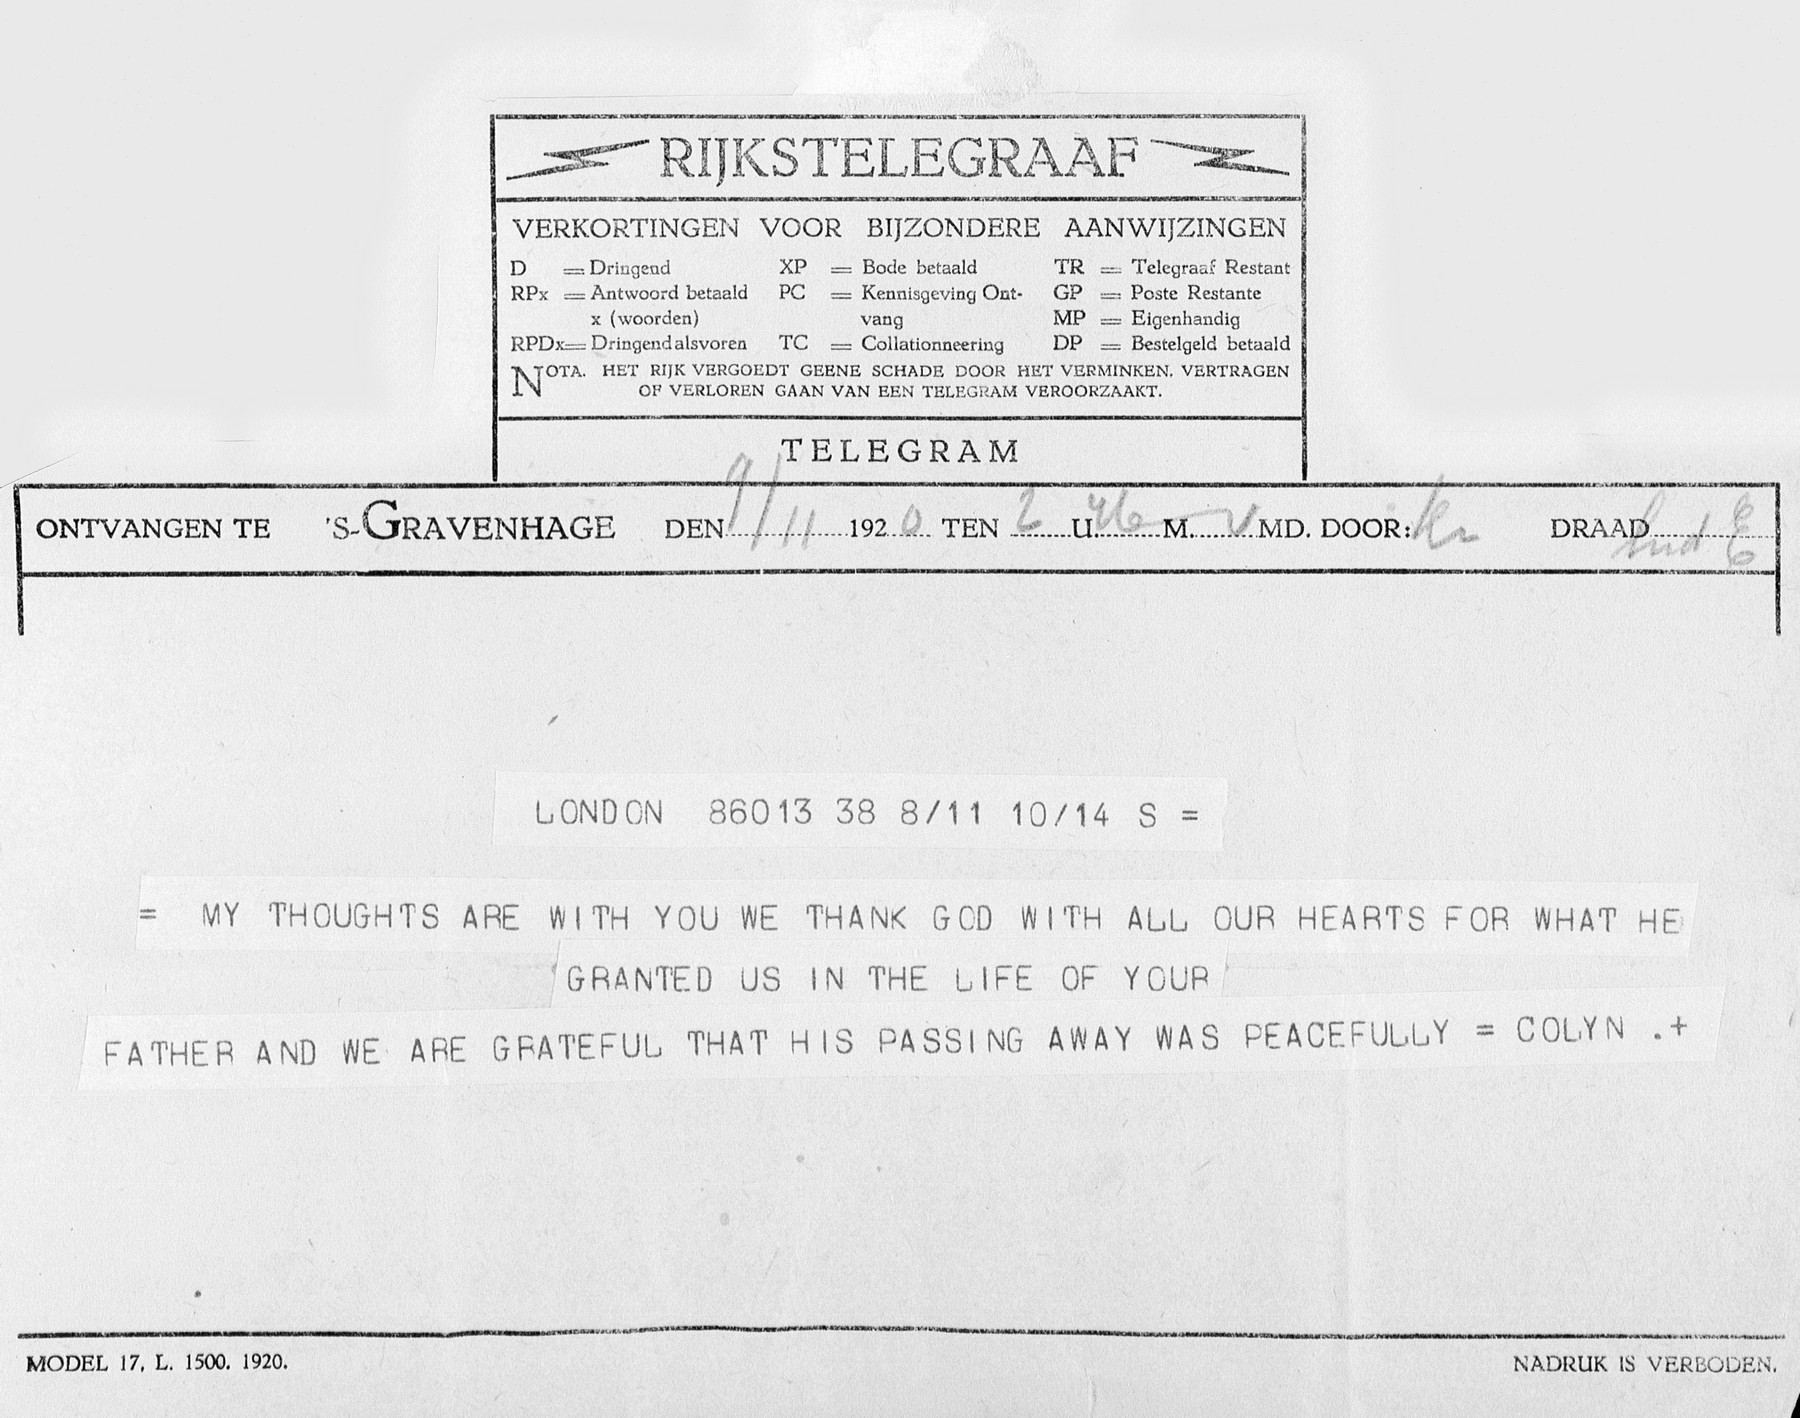 RIJKSTELEGRAAF
VERKORTINGEN VOOR BIJZONDERE AANWIJZINGEN
D = Dringend XP = Bode betaald TR = Telegraaf Restant
RPx = Antwoord betaald PC = Kennisgeving Ont- GP = Poste Restante
x (woorden) vang MP = Eigenhandig
RPDx= Dringend alsvoren TC = Collationneering DP = Bestelgeld betaald
NOTA. HET RIJK VERGOEDT GEENE SCHADE DOOR HET VERMINKEN, VERTRAGEN
OF VERLOREN GAAN VAN EEN TELEGRAM VEROORZAAKT.
TELEGRAM
ONTVANGEN TE 'S-GRAVENHAGE DEN 9/11 1920 TEN 2 U. 46 M. V MD. DOOR: DRAAD
LONDON 86013 38 8/11 10/14 S =
= MY THOUGHTS ARE WITH YOU WE THANK GOD WITH ALL OUR HEARTS FOR WHAT HE
GRANTED US IN THE LIFE OF YOUR
FATHER AND WE ARE GRATEFUL THAT HIS PASSING AWAY WAS PEACEFULLY = COLYN .+
MODEL 17, L. 1500. 1920. NADRUK IS VERBODEN.